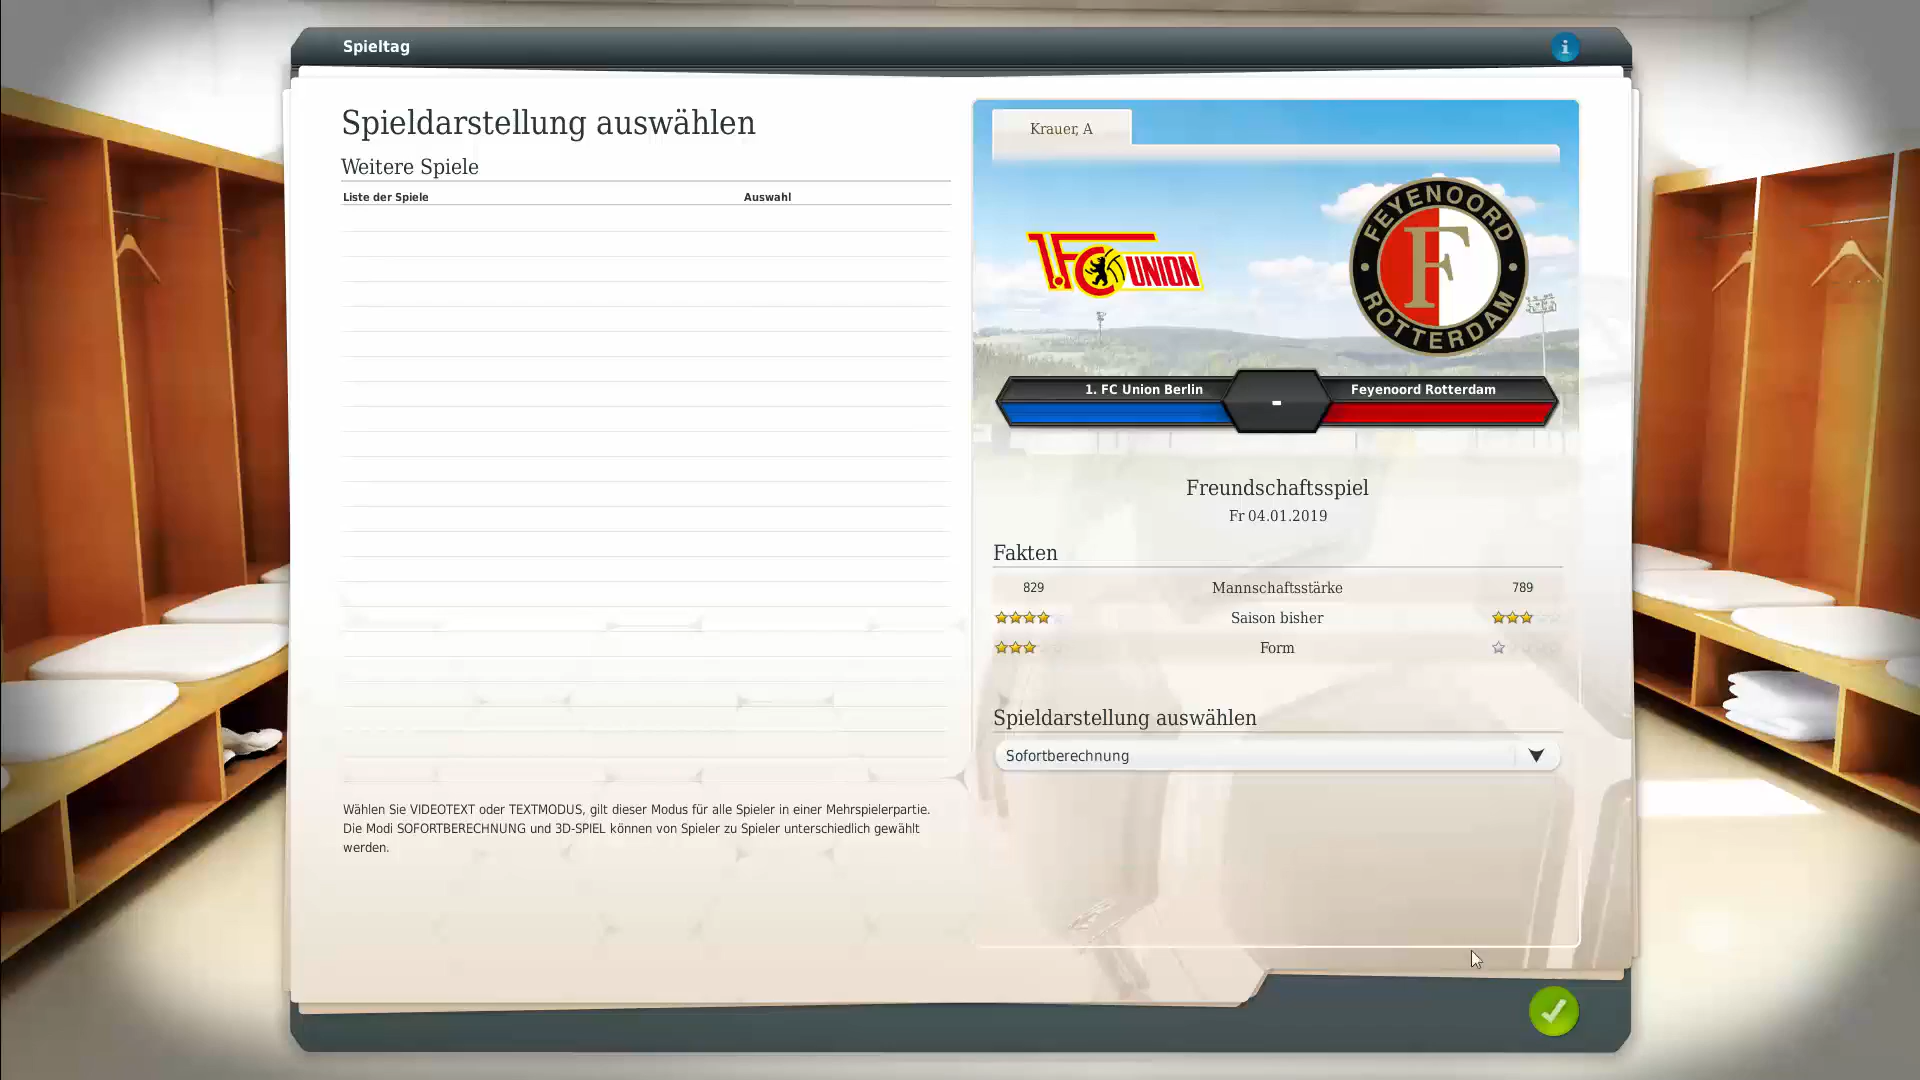 Spieltag
Spieldarstellung auswählen
Weitere Spiele
Liste der Spiele Auswahl
Wählen Sie VIDEOTEXT oder TEXTMODUS, gilt dieser Modus für alle Spieler in einer Mehrspielerpartie.
Die Modi SOFORTBERECHNUNG und 3D-SPIEL können von Spieler zu Spieler unterschiedlich gewählt
werden.
Krauer, A
1.FC UNION
FEYENOORD
F
ROTTERDAM
1. FC Union Berlin - Feyenoord Rotterdam
Freundschaftsspiel
Fr 04.01.2019
Fakten
829 Mannschaftsstärke 789
Saison bisher
Form
Spieldarstellung auswählen
Sofortberechnung